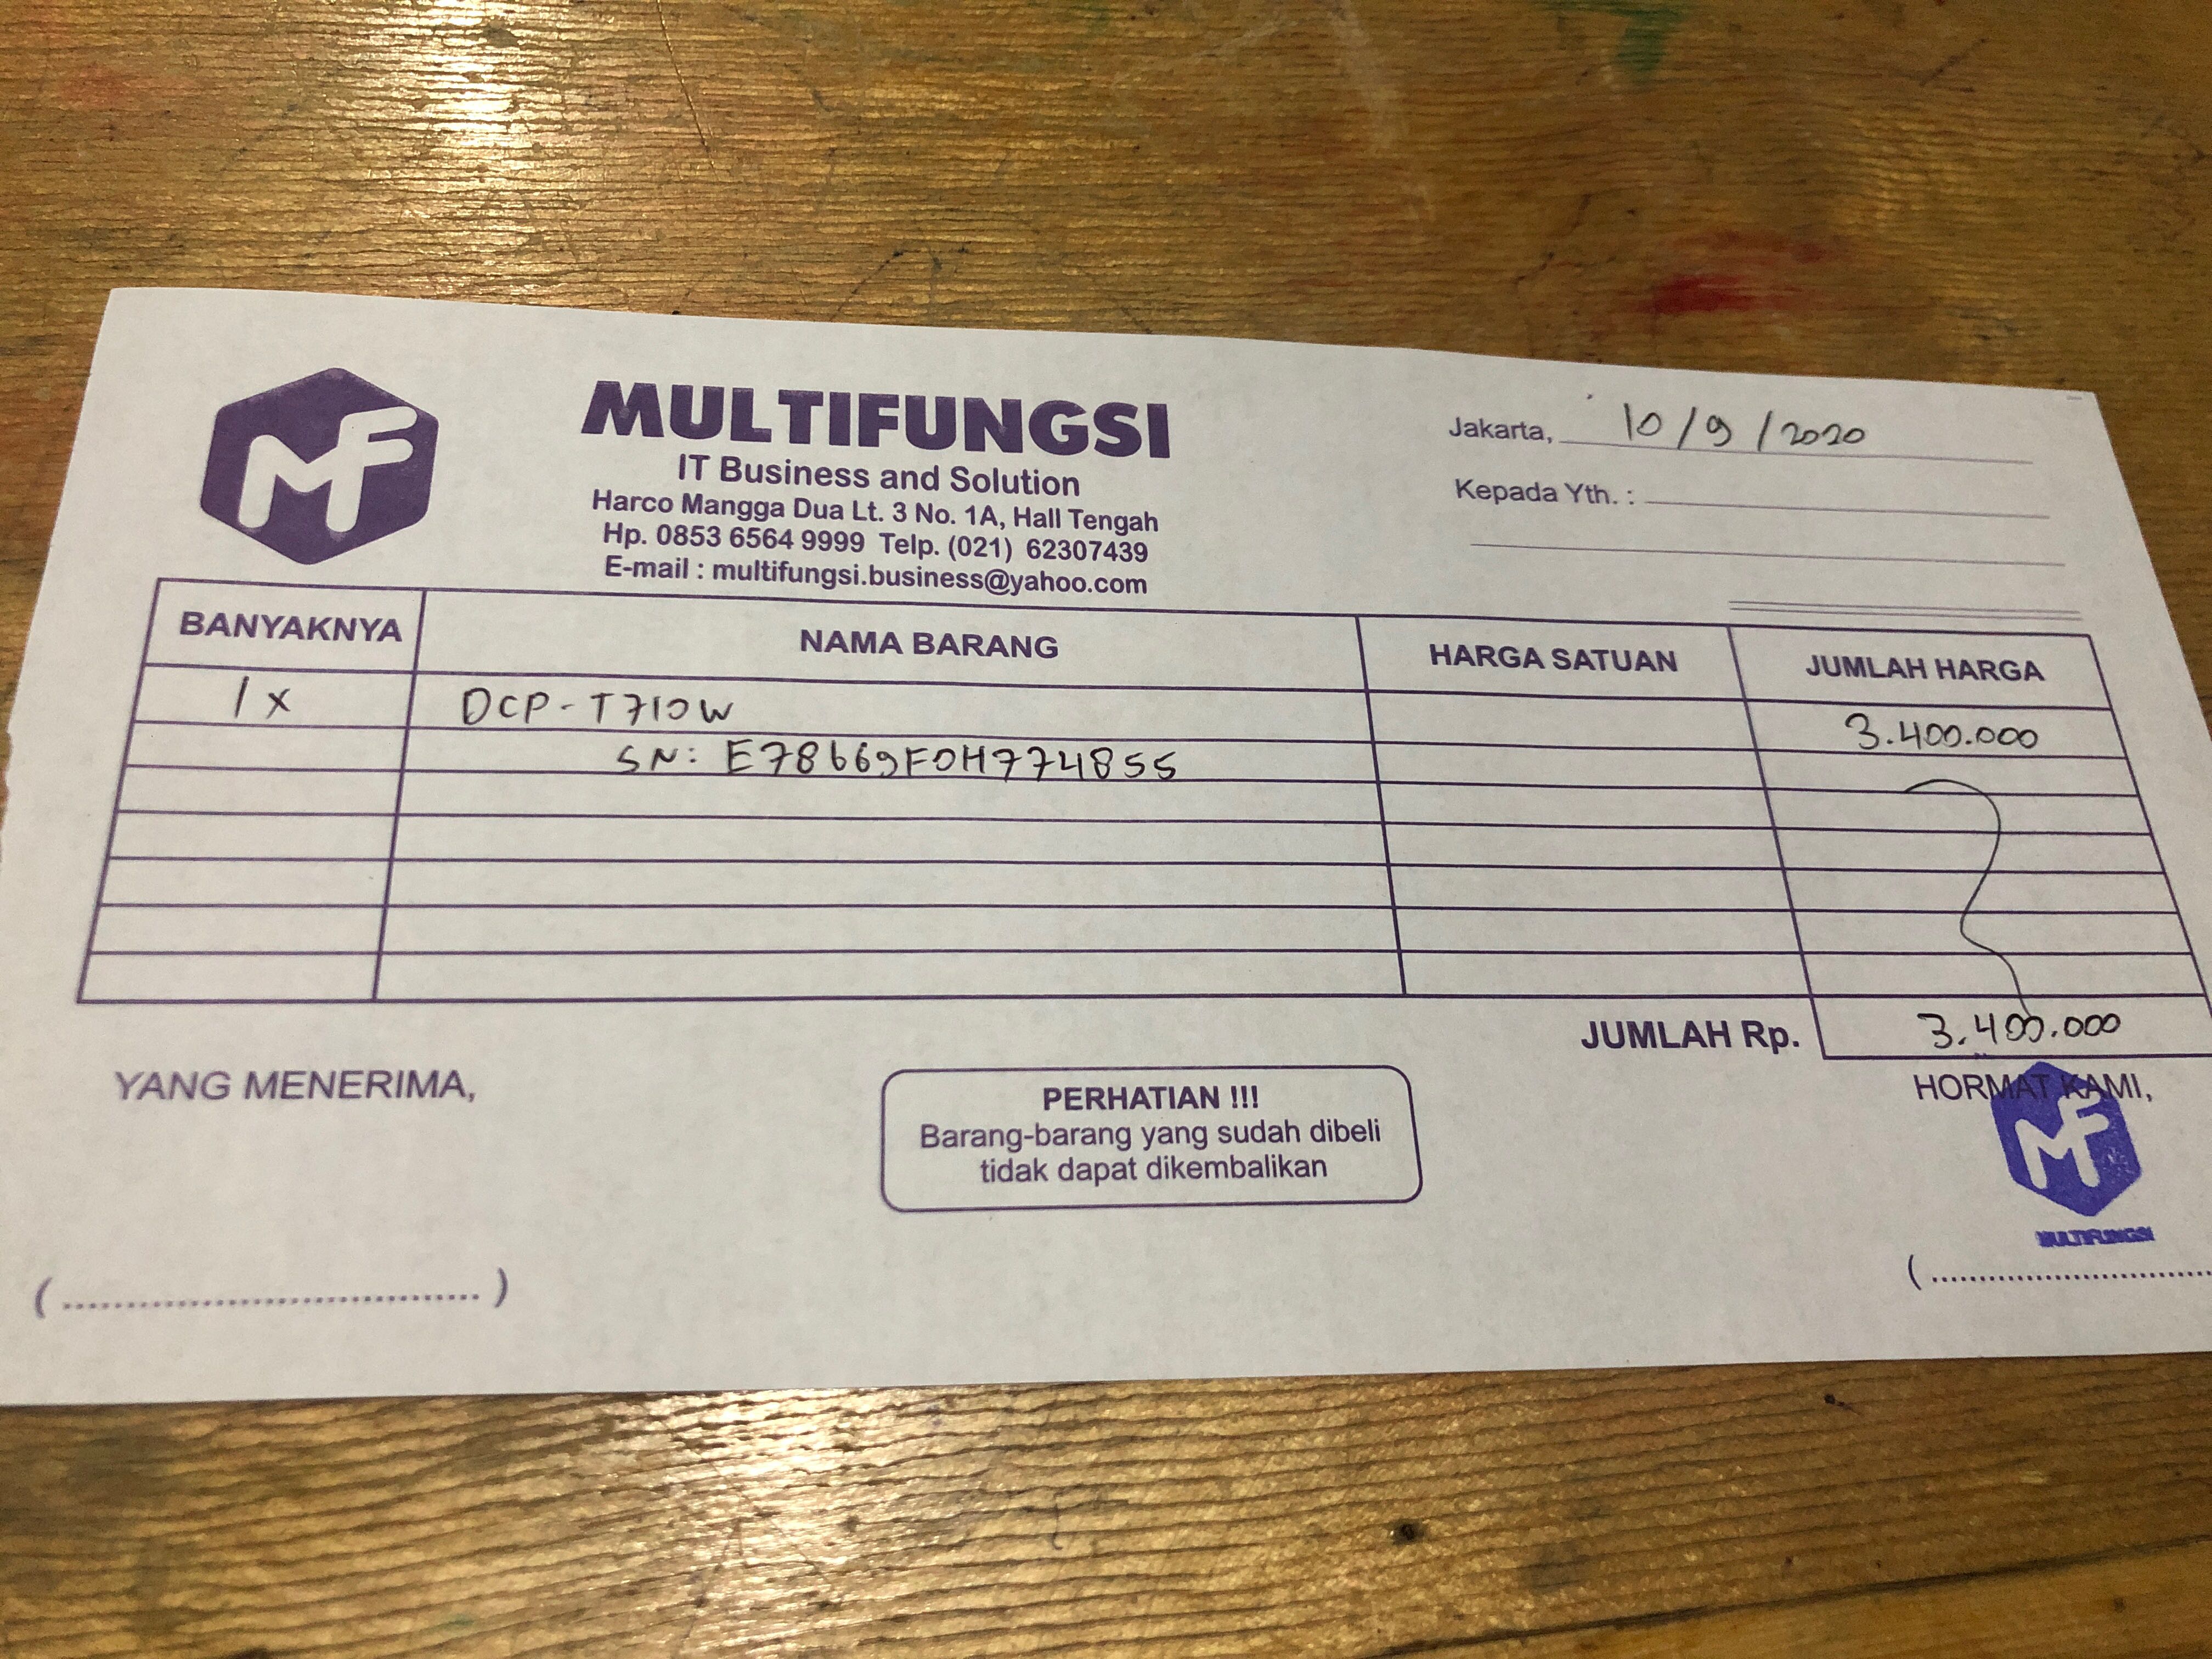 MF
MULTIFUNGSI
IT Business and Solution
Harco Mangga Dua Lt. 3 No. 1A, Hall Tengah
Hp. 0853 6564 9999 Telp. (021) 62307439
E-mail : multifungsi.business@yahoo.com
Jakarta, 10/9/2020
Kepada Yth. :
BANYAKNYA NAMA BARANG HARGA SATUAN JUMLAH HARGA
1 x DCP-T710W 3.400.000
SN: E78669F0H774855
JUMLAH Rp. 3.400.000
YANG MENERIMA,
PERHATIAN !!!
Barang-barang yang sudah dibeli
tidak dapat dikembalikan
HORMAT KAMI,
MF
MULTIFUNGSI
(....................................)
(..............................